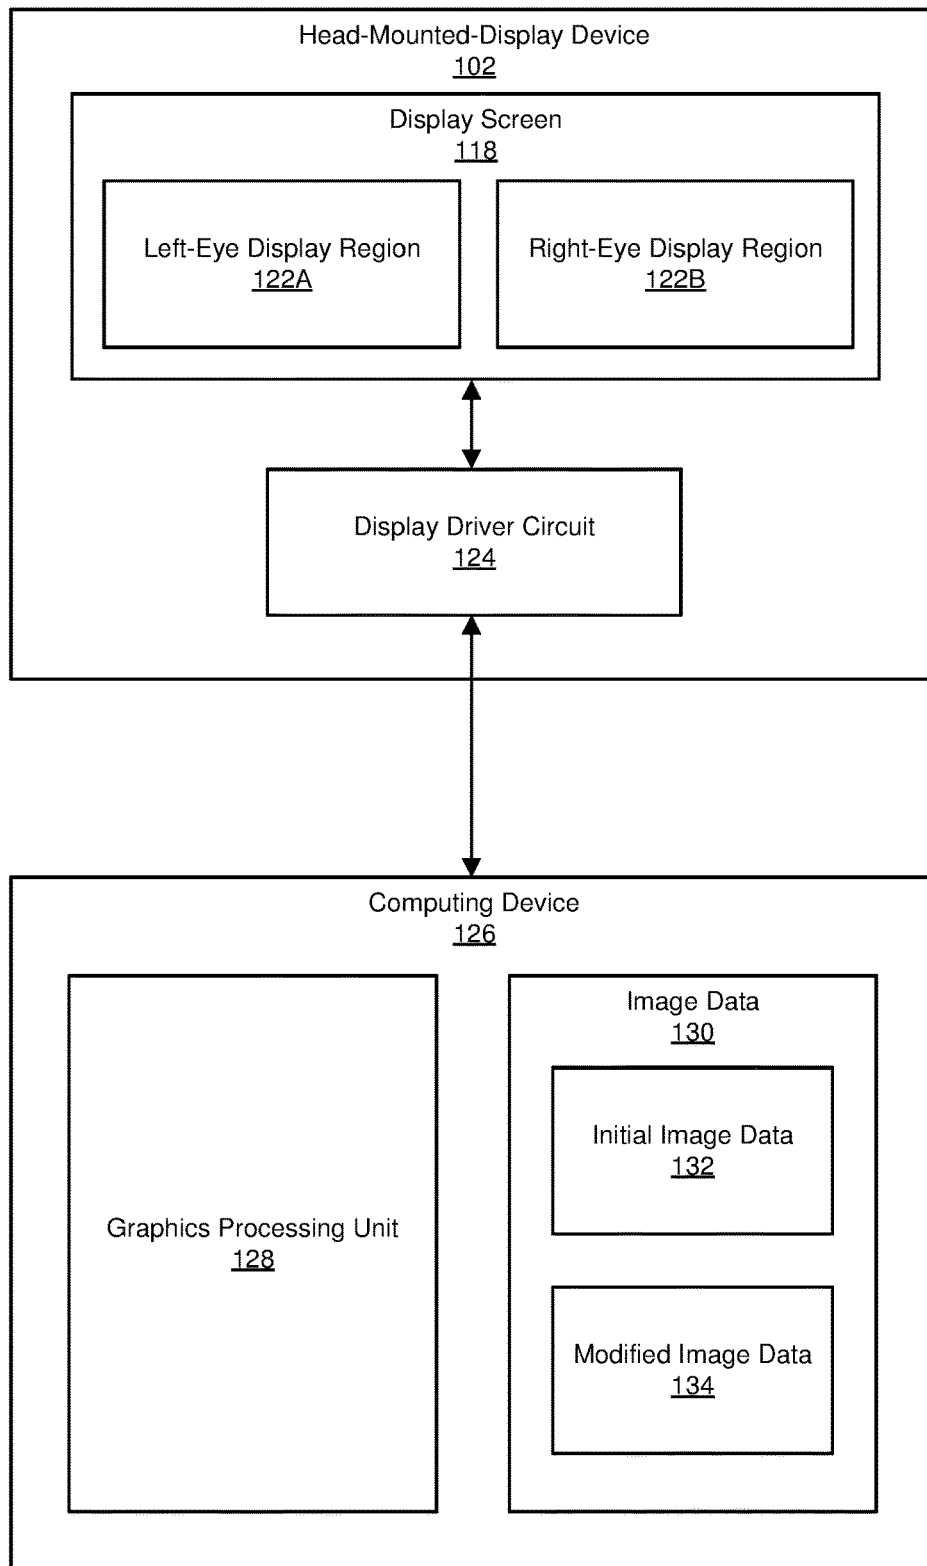 Head-Mounted-Display Device
102
Display Screen
118
Left-Eye Display Region
122A
Right-Eye Display Region
122B
Display Driver Circuit
124
Computing Device
126
Graphics Processing Unit
128
Image Data
130
Initial Image Data
132
Modified Image Data
134